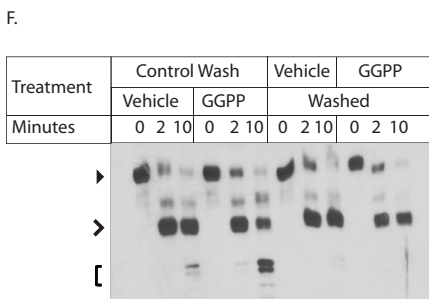 F.
Treatment Control Wash Vehicle GGPP
Vehicle GGPP Washed
Minutes 0 2 10 0 2 10 0 2 10 0 2 10